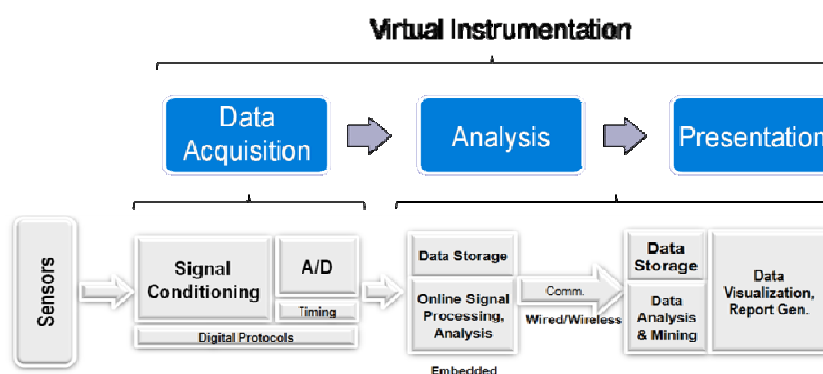 Virtual Instrumentation
Data
Acquisition
Analysis
Presentation
Sensors
Signal
Conditioning
A/D
Timing
Digital Protocols
Data Storage
Online Signal
Processing,
Analysis
Embedded
Comm.
Wired/Wireless
Data
Storage
Data
Analysis
& Mining
Data
Visualization,
Report Gen.